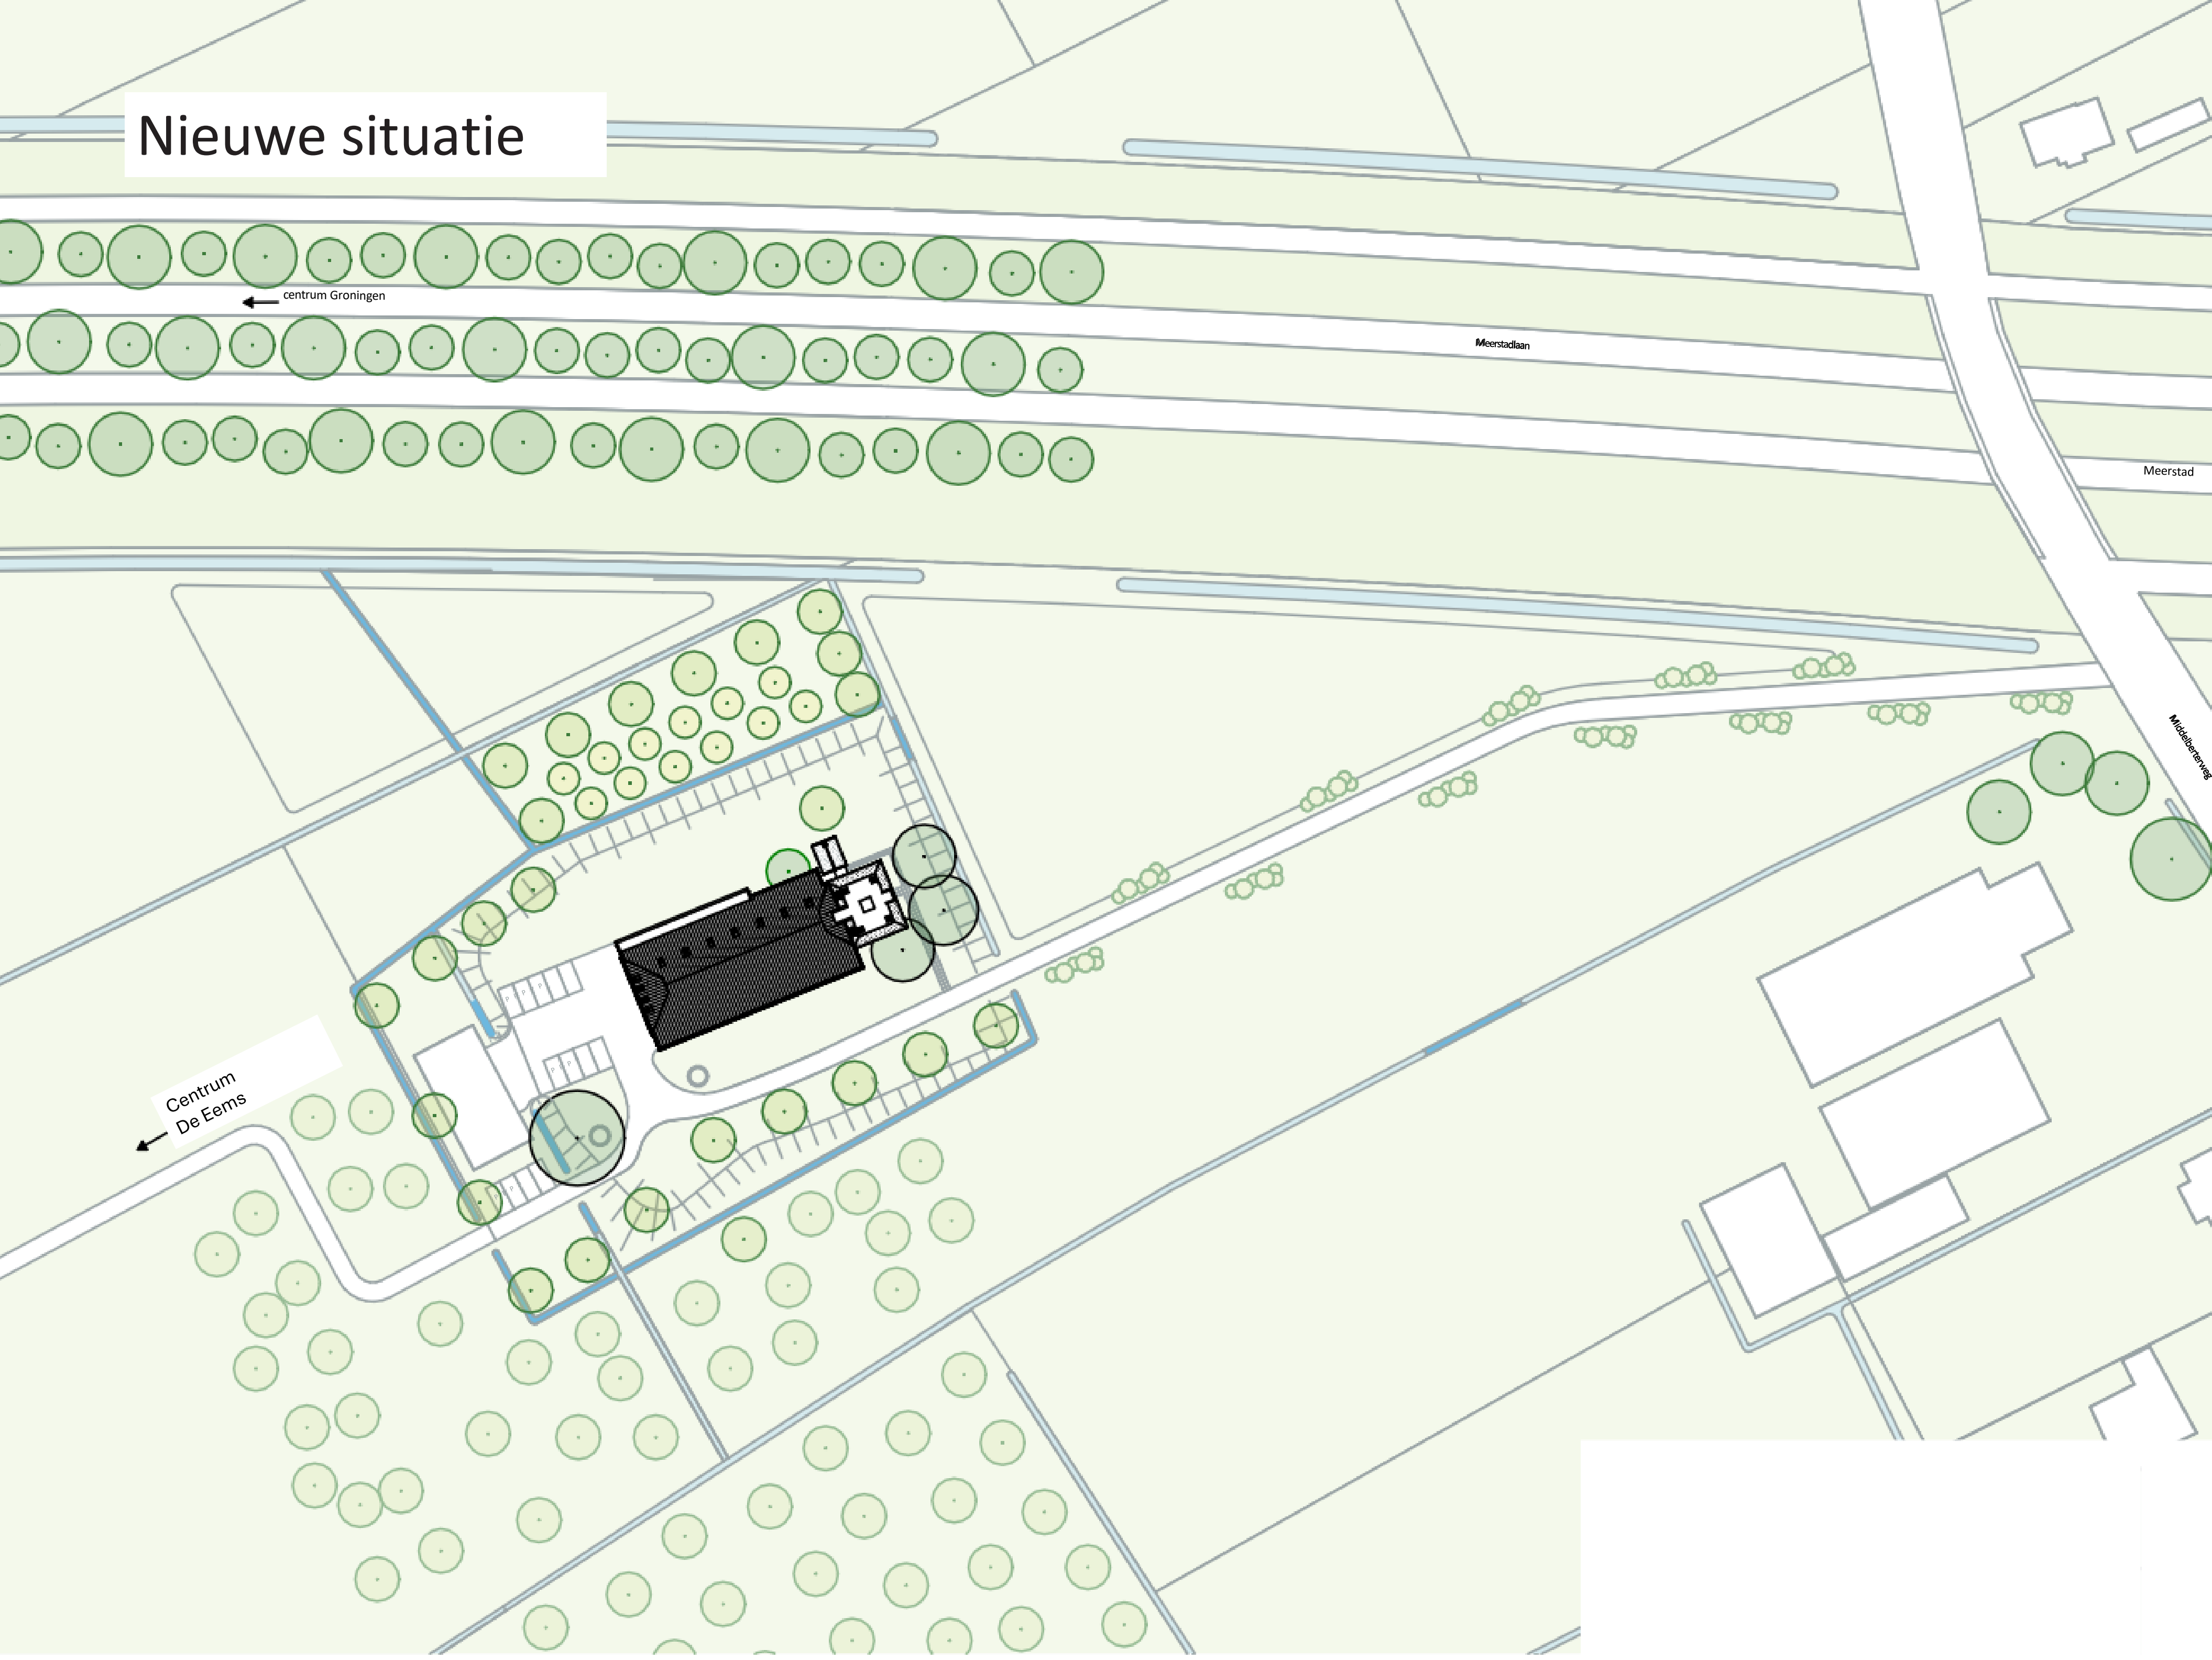 Nieuwe situatie
centrum Groningen
Meerstadlaan
Meerstad
Middelberterweg
Centrum
De Eems
P P P P
P P P
P P